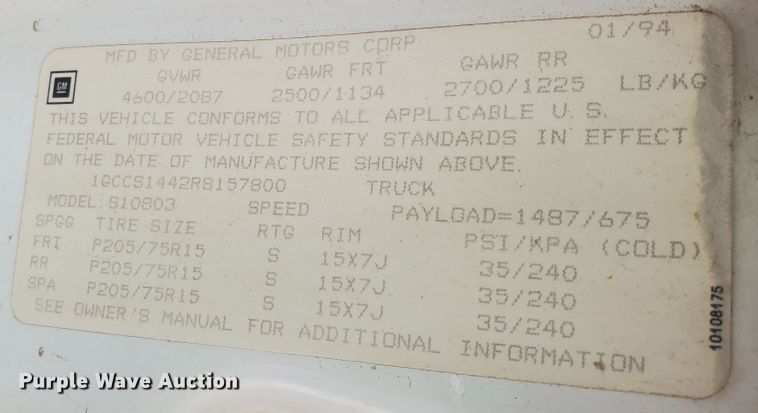 MFD BY GENERAL MOTORS CORP 01/94
GVWR GAWR FRT GAWR RR
GM 4600/2087 2500/1134 2700/1225 LB/KG
THIS VEHICLE CONFORMS TO ALL APPLICABLE U.S.
FEDERAL MOTOR VEHICLE SAFETY STANDARDS IN EFFECT
ON THE DATE OF MANUFACTURE SHOWN ABOVE.
1GCCS1442R8157800 TRUCK
MODEL: S10803 SPEED PAYLOAD=1487/675
SPGG TIRE SIZE RTG RIM PSI/KPA (COLD)
FRT P205/75R15 S 15X7J 35/240
RR P205/75R15 S 15X7J 35/240
SPA P205/75R15 S 15X7J 35/240
SEE OWNER'S MANUAL FOR ADDITIONAL INFORMATION
10108175
Purple Wave Auction